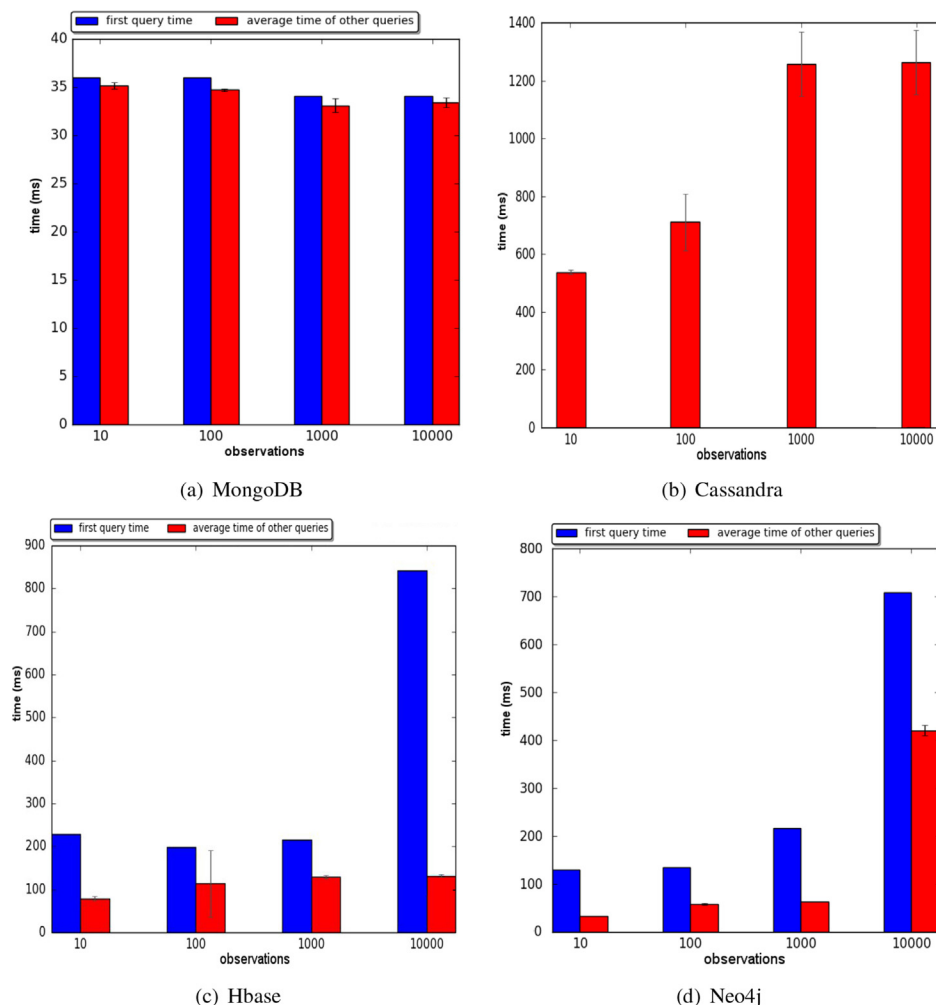 first query time average time of other queries
40
35
30
25
20
15
10
5
0
time (ms)
10 100 1000 10000
observations
(a) MongoDB
1400
1200
1000
800
600
400
200
0
time (ms)
10 100 1000 10000
observations
(b) Cassandra
first query time average time of other queries
900
800
700
600
500
400
300
200
100
0
time (ms)
10 100 1000 10000
observations
(c) Hbase
first query time average time of other queries
800
700
600
500
400
300
200
100
0
time (ms)
10 100 1000 10000
observations
(d) Neo4j